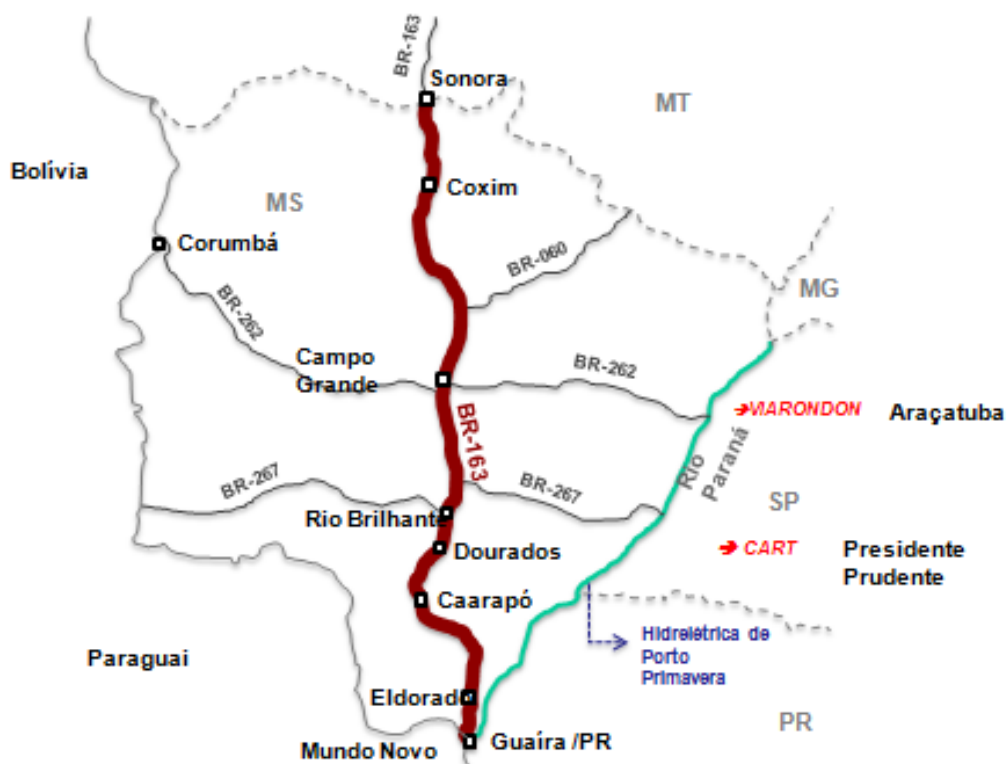 BR-163
Sonora
MT
Bolívia
Coxim
MS
Corumbá
BR-060
MG
BR-262
Campo
Grande
BR-262
VIARONDON
Araçatuba
BR-163
Rio
Paraná
BR-267
BR-267
SP
Rio Brilhante
Dourados
CART
Presidente
Prudente
Caarapó
Hidrelétrica de
Porto
Primavera
Paraguai
Eldorado
PR
Guaíra /PR
Mundo Novo